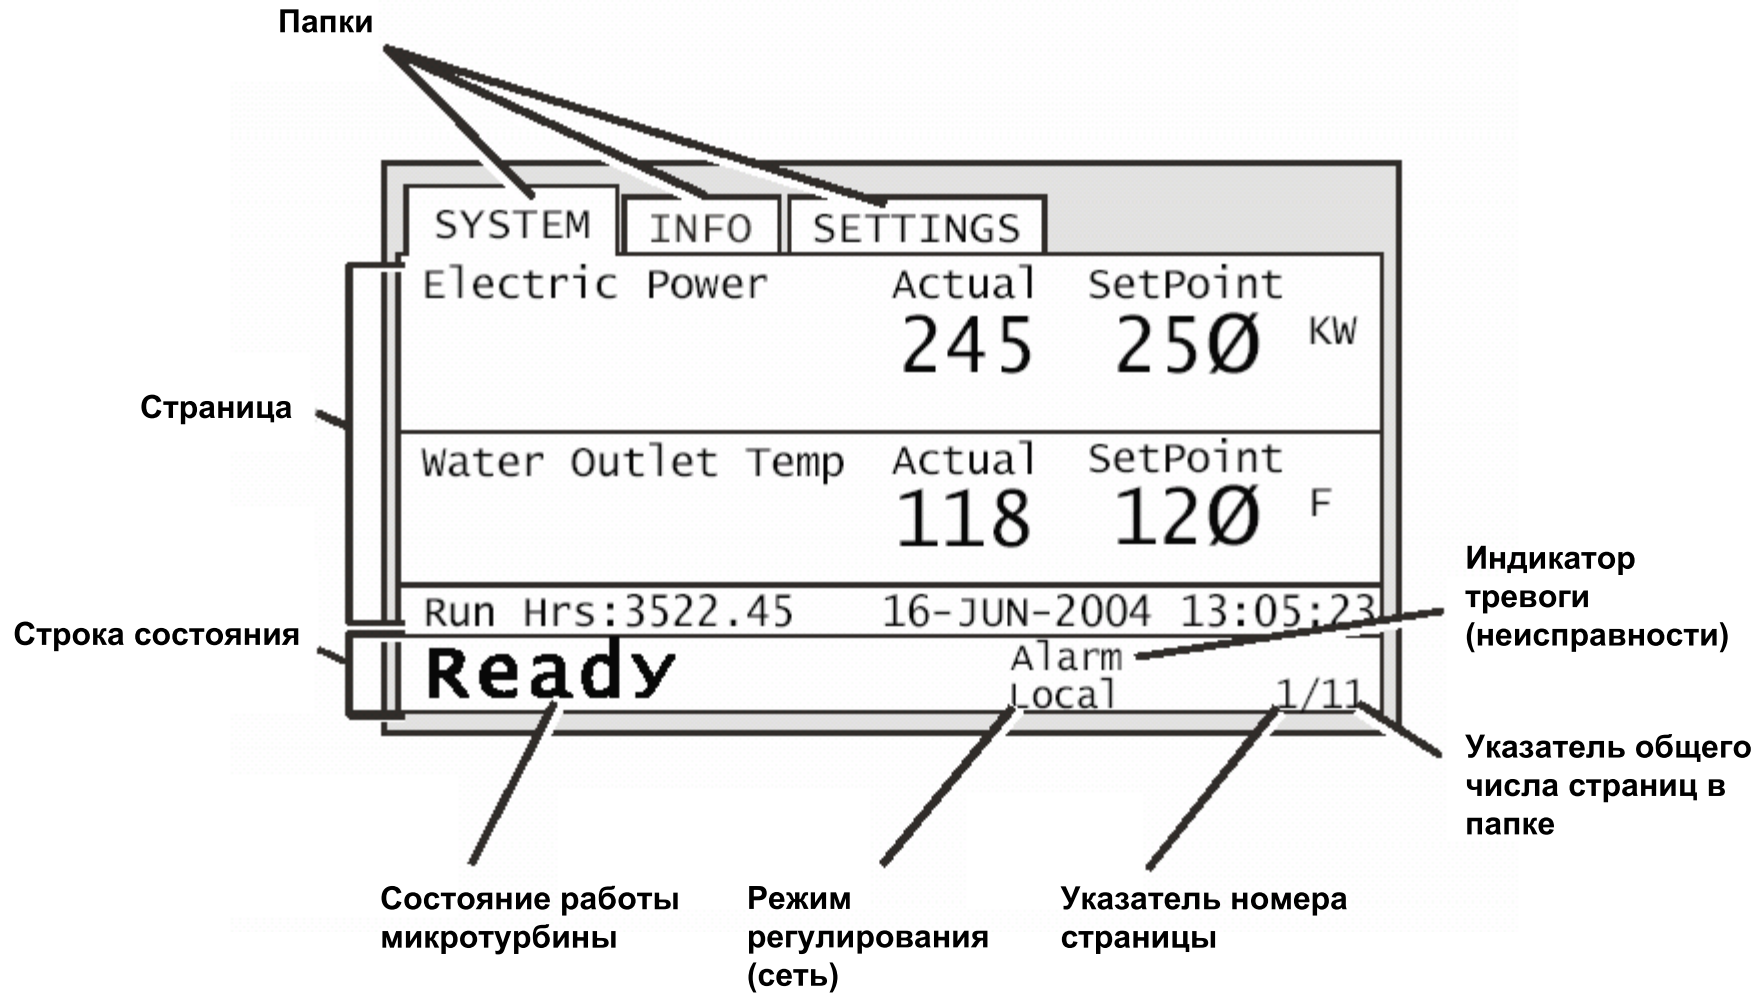 Папки
SYSTEM INFO SETTINGS
Electric Power Actual SetPoint
245 25Ø KW
Страница
Water Outlet Temp Actual SetPoint
118 12Ø F
Индикатор
тревоги
(неисправности)
Run Hrs:3522.45 16-JUN-2004 13:05:23
Строка состояния
Ready Alarm
Local 1/11
Указатель общего
числа страниц в
папке
Состояние работы
микротурбины
Режим
регулирования
(сеть)
Указатель номера
страницы